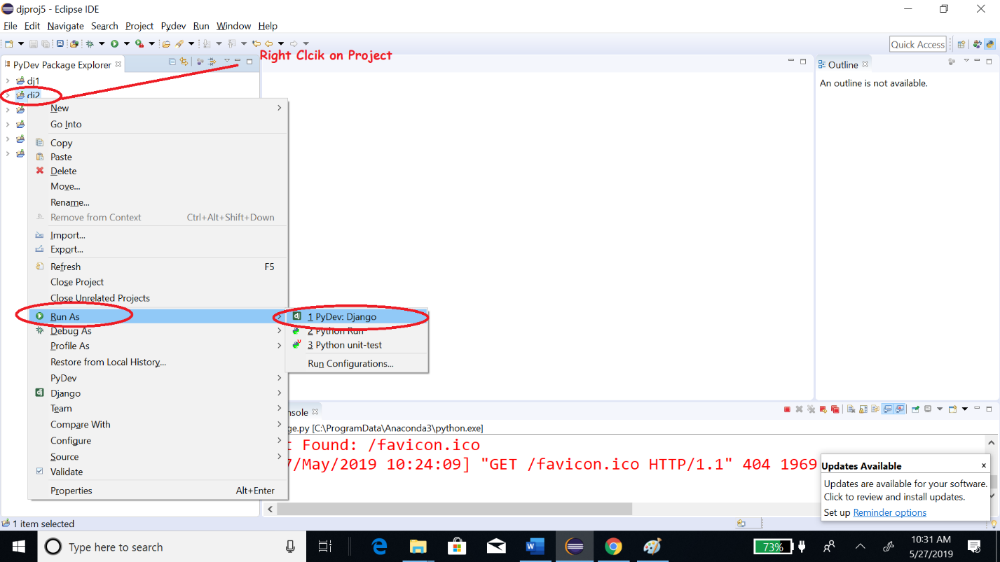 djproj5 - Eclipse IDE
File Edit Navigate Search Project Pydev Run Window Help
Quick Access
Right Clcik on Project
PyDev Package Explorer
Outline
An outline is not available.
dj1
dj2
New
Go Into
Copy
Paste
Delete
Move...
Rename...
Remove from Context Ctrl+Alt+Shift+Down
Import...
Export...
Refresh F5
Close Project
Close Unrelated Projects
Run As
Debug As
Profile As
Restore from Local History...
PyDev
Django
Team
Compare With
Configure
Source
Validate
Properties Alt+Enter
1 PyDev: Django
2 Python Run
3 Python unit-test
Run Configurations...
nsole
ge.py [C:\ProgramData\Anaconda3\python.exe]
t Found: /favicon.ico
7/May/2019 10:24:09] "GET /favicon.ico HTTP/1.1" 404 1969
Updates Available x
Updates are available for your software.
Click to review and install updates.
Set up Reminder options
1 item selected
Type here to search
73%
10:31 AM
5/27/2019